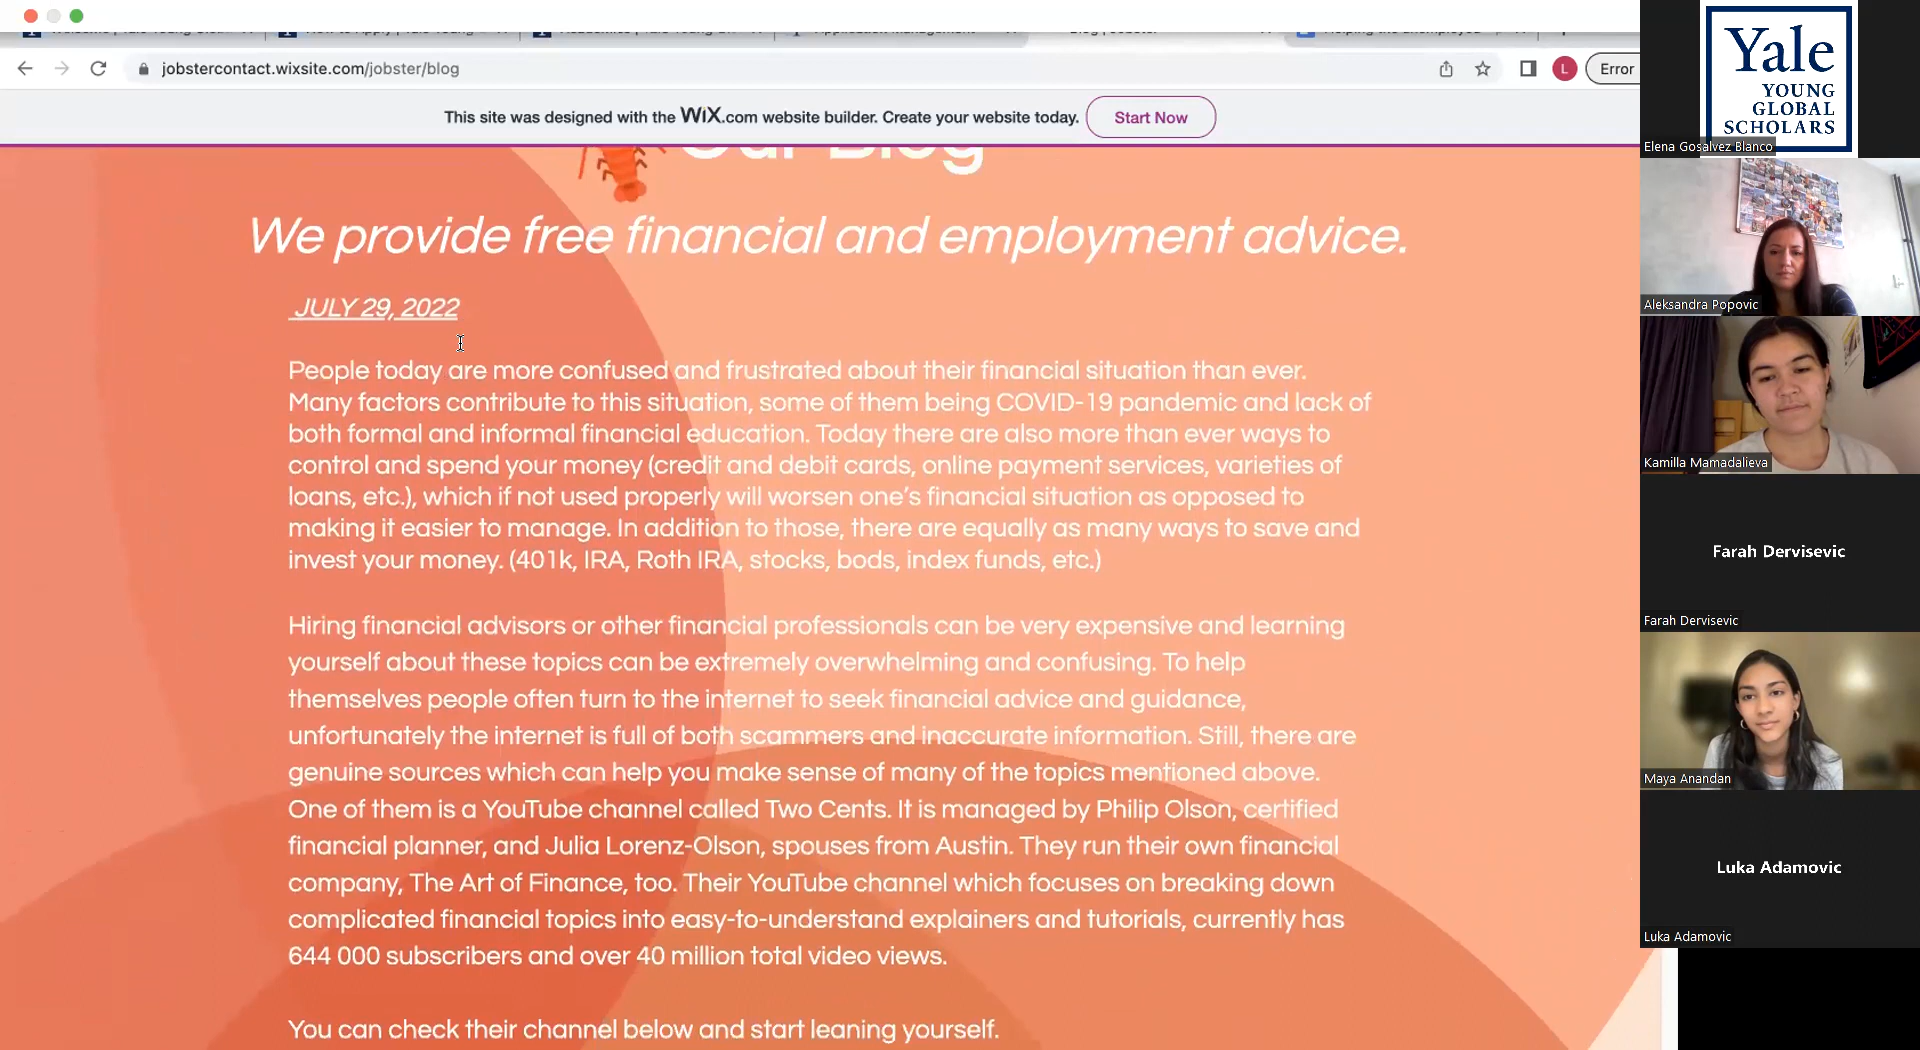 jobstercontact.wixsite.com/jobster/blog
L
Error
This site was designed with the WiX.com website builder. Create your website today.
Start Now
Our Blog
We provide free financial and employment advice.
JULY 29, 2022
People today are more confused and frustrated about their financial situation than ever.
Many factors contribute to this situation, some of them being COVID-19 pandemic and lack of
both formal and informal financial education. Today there are also more than ever ways to
control and spend your money (credit and debit cards, online payment services, varieties of
loans, etc.), which if not used properly will worsen one's financial situation as opposed to
making it easier to manage. In addition to those, there are equally as many ways to save and
invest your money. (401k, IRA, Roth IRA, stocks, bods, index funds, etc.)
Hiring financial advisors or other financial professionals can be very expensive and learning
yourself about these topics can be extremely overwhelming and confusing. To help
themselves people often turn to the internet to seek financial advice and guidance,
unfortunately the internet is full of both scammers and inaccurate information. Still, there are
genuine sources which can help you make sense of many of the topics mentioned above.
One of them is a YouTube channel called Two Cents. It is managed by Philip Olson, certified
financial planner, and Julia Lorenz-Olson, spouses from Austin. They run their own financial
company, The Art of Finance, too. Their YouTube channel which focuses on breaking down
complicated financial topics into easy-to-understand explainers and tutorials, currently has
644 000 subscribers and over 40 million total video views.
You can check their channel below and start leaning yourself.
Yale
YOUNG
GLOBAL
SCHOLARS
Elena Gosalvez Blanco
Aleksandra Popovic
Kamilla Mamadalieva
Farah Dervisevic
Farah Dervisevic
Maya Anandan
Luka Adamovic
Luka Adamovic